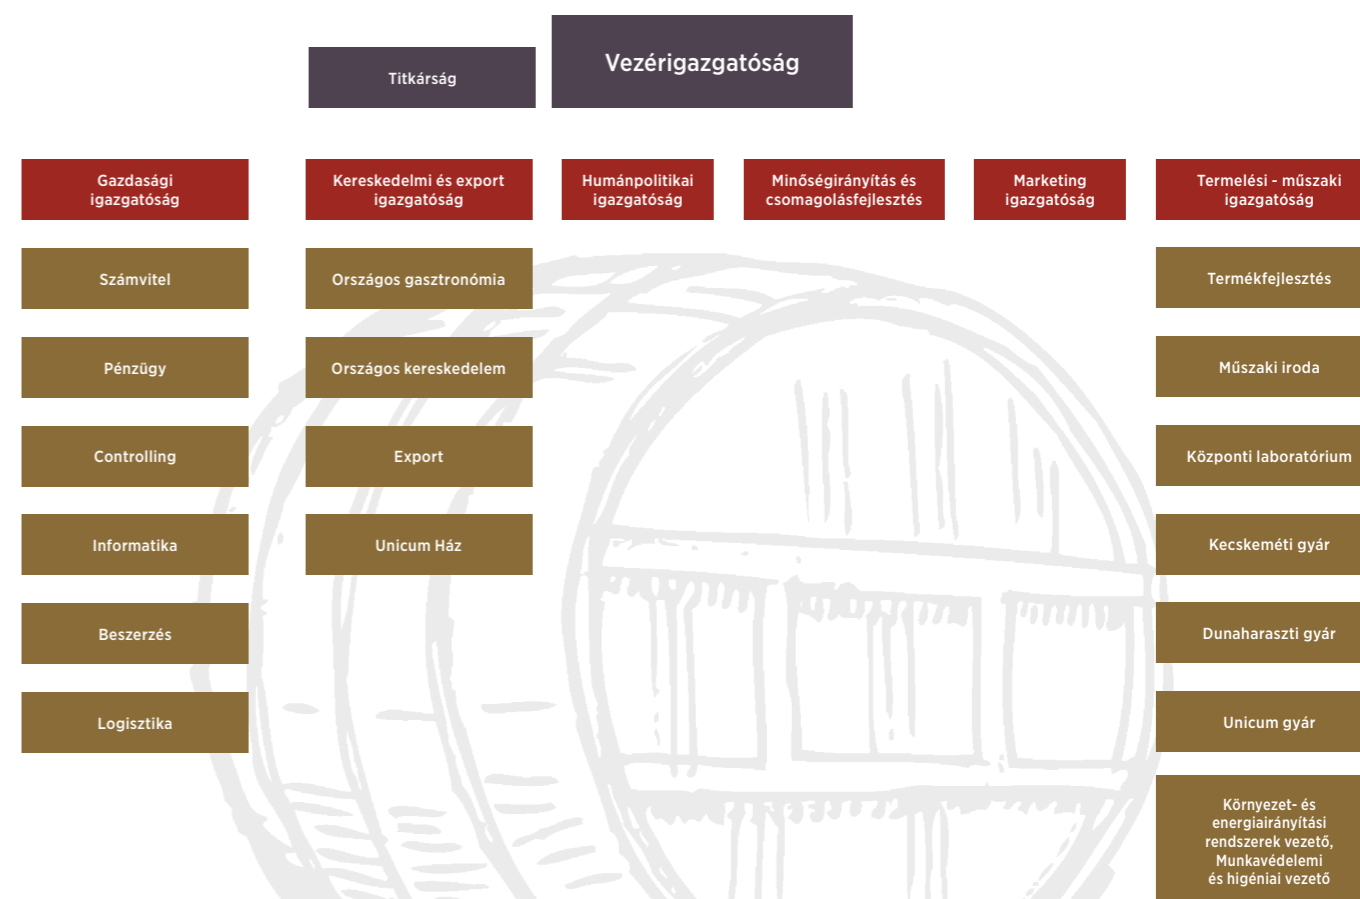 Titkárság
Vezérigazgatóság
Gazdasági
igazgatóság
Kereskedelmi és export
igazgatóság
Humánpolitikai
igazgatóság
Minőségirányítás és
csomagolásfejlesztés
Marketing
igazgatóság
Termelési - műszaki
igazgatóság
Számvitel
Pénzügy
Controlling
Informatika
Beszerzés
Logisztika
Országos gasztronómia
Országos kereskedelem
Export
Unicum Ház
Termékfejlesztés
Műszaki iroda
Központi laboratórium
Kecskeméti gyár
Dunaharaszti gyár
Unicum gyár
Környezet- és
energiairányítási
rendszerek vezető,
Munkavédelemi
és higéniai vezető